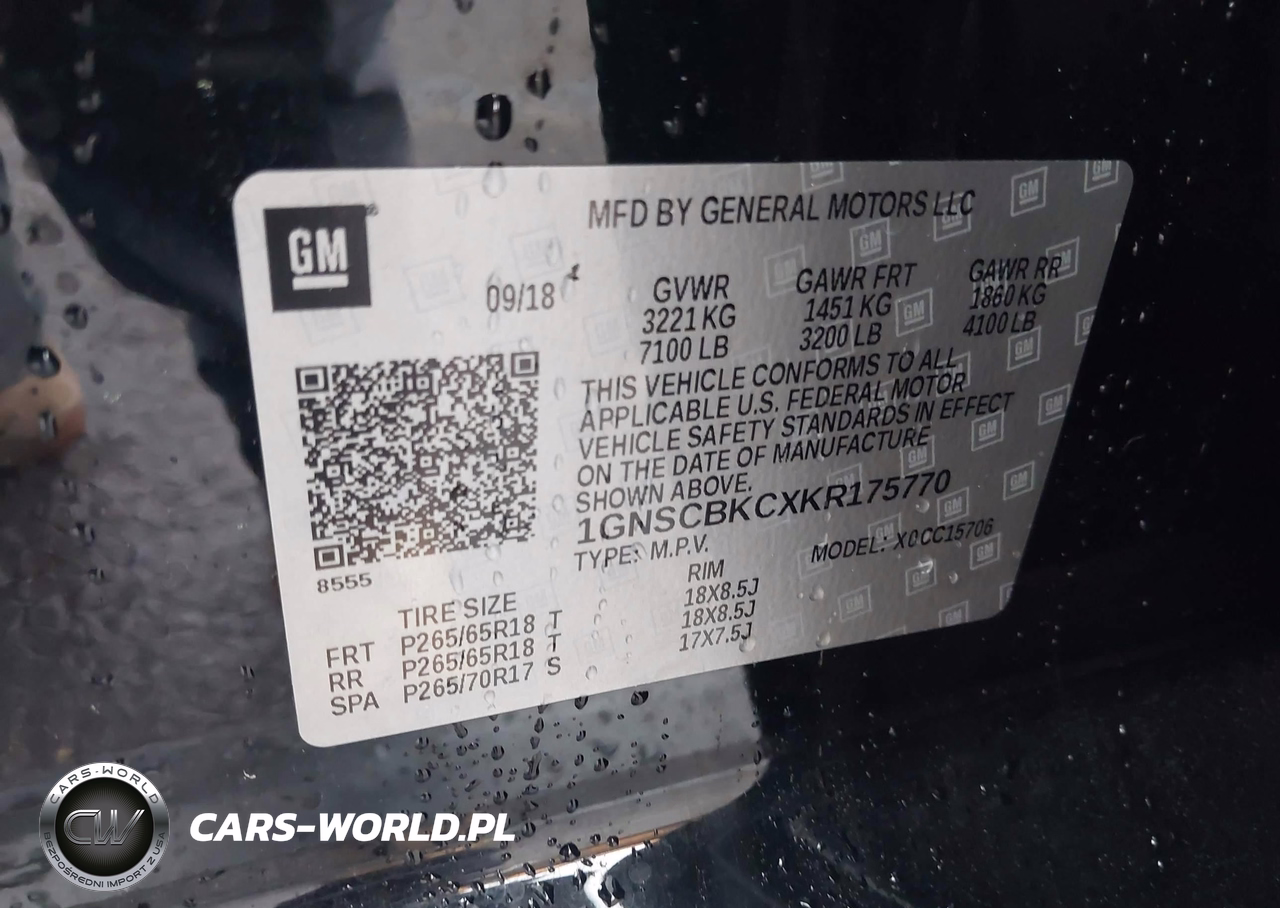 GM
MFD BY GENERAL MOTORS LLC
09/18
GVWR GAWR FRT GAWR RR
3221 KG 1451 KG 1860 KG
7100 LB 3200 LB 4100 LB
THIS VEHICLE CONFORMS TO ALL
APPLICABLE U.S. FEDERAL MOTOR
VEHICLE SAFETY STANDARDS IN EFFECT
ON THE DATE OF MANUFACTURE
SHOWN ABOVE.
1GNSCBKCXKR175770
TYPE: M.P.V. MODEL: X0CC15706
8555
TIRE SIZE RIM
FRT P265/65R18 T 18X8.5J
RR P265/65R18 T 18X8.5J
SPA P265/70R17 S 17X7.5J
CARS-WORLD
CW
BEZPOŚREDNI IMPORT Z USA
CARS-WORLD.PL